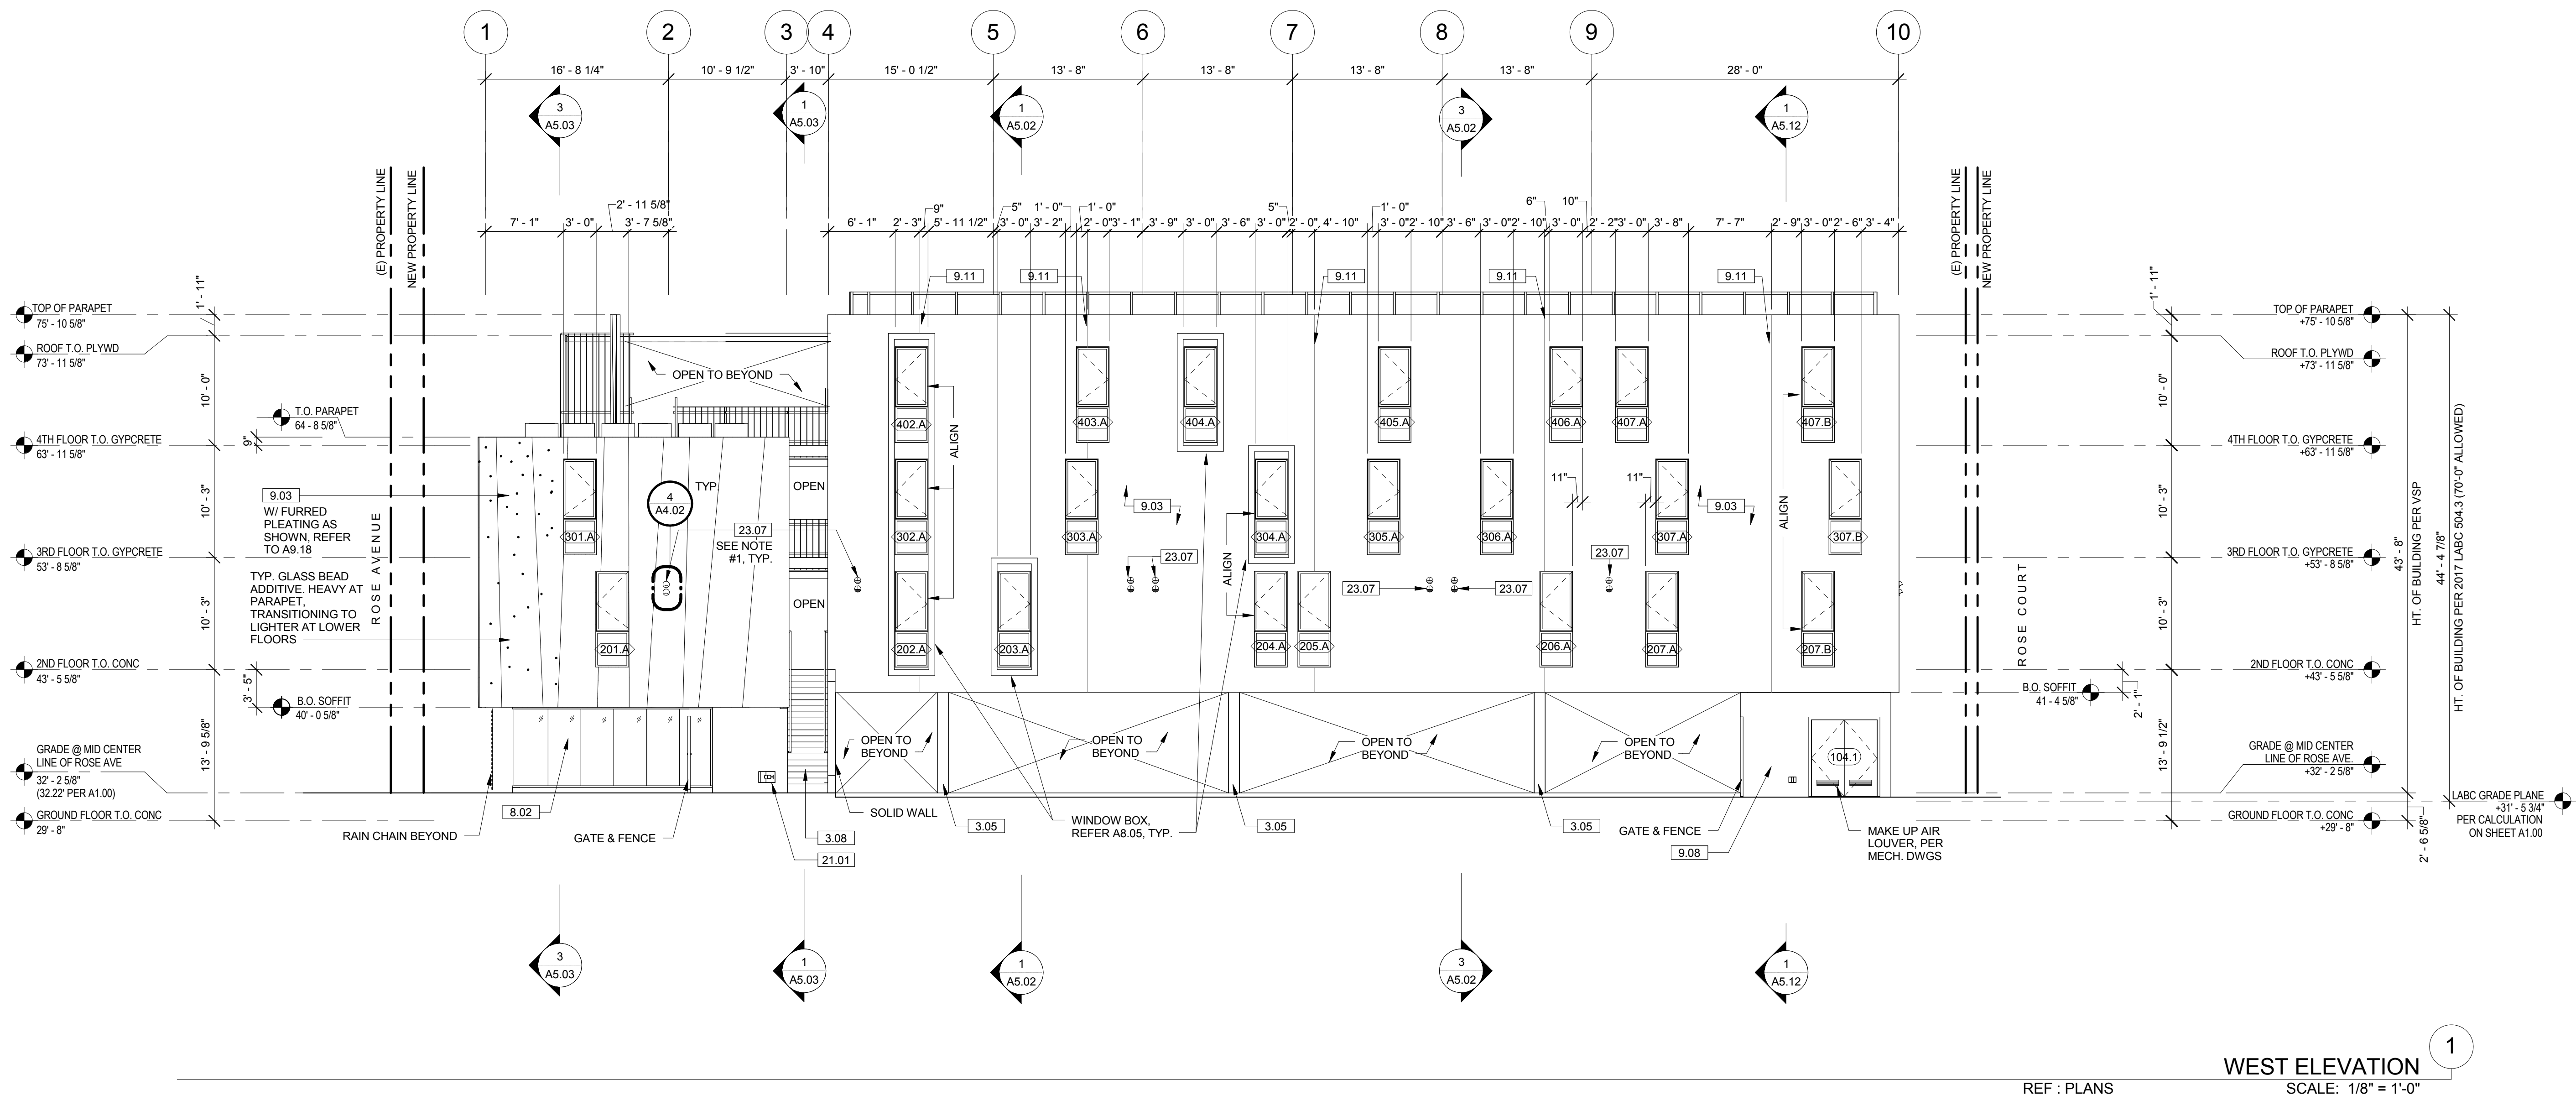 1
2
3
4
5
6
7
8
9
10
16' - 8 1/4"
10' - 9 1/2"
3' - 10"
15' - 0 1/2"
13' - 8"
13' - 8"
13' - 8"
13' - 8"
28' - 0"
3
A5.03
1
A5.03
1
A5.02
3
A5.02
1
A5.12
(E) PROPERTY LINE
NEW PROPERTY LINE
(E) PROPERTY LINE
NEW PROPERTY LINE
2' - 11 5/8"
9"
5"
1' - 0"
1' - 0"
5"
1' - 0"
6"
10"
7' - 1"
3' - 0"
3' - 7 5/8"
6' - 1"
2' - 3"
5' - 11 1/2"
3' - 0"
3' - 2"
2' - 0"
3' - 1"
3' - 9"
3' - 0"
3' - 6"
3' - 0"
2' - 0"
4' - 10"
3' - 0"
2' - 10"
3' - 6"
3' - 0"
2' - 10"
3' - 0"
2' - 2"
3' - 0"
3' - 8"
7' - 7"
2' - 9"
3' - 0"
2' - 6"
3' - 4"
9.11
9.11
9.11
9.11
9.11
TOP OF PARAPET
75' - 10 5/8"
1' - 11"
ROOF T.O. PLYWD
73' - 11 5/8"
10' - 0"
T.O. PARAPET
64 - 8 5/8"
9"
4TH FLOOR T.O. GYPCRETE
63' - 11 5/8"
10' - 3"
3RD FLOOR T.O. GYPCRETE
53' - 8 5/8"
10' - 3"
2ND FLOOR T.O. CONC
43' - 5 5/8"
3' - 5"
B.O. SOFFIT
40' - 0 5/8"
13' - 9 5/8"
GRADE @ MID CENTER
LINE OF ROSE AVE
32' - 2 5/8"
(32.22' PER A1.00)
GROUND FLOOR T.O. CONC
29' - 8"
9.03
W/ FURRED
PLEATING AS
SHOWN, REFER
TO A9.18
TYP. GLASS BEAD
ADDITIVE. HEAVY AT
PARAPET,
TRANSITIONING TO
LIGHTER AT LOWER
FLOORS
ROSE AVENUE
OPEN TO BEYOND
TYP.
4
A4.02
23.07
SEE NOTE
#1, TYP.
OPEN
OPEN
ALIGN
ALIGN
ALIGN
402.A
403.A
404.A
405.A
406.A
407.A
407.B
301.A
302.A
303.A
304.A
305.A
306.A
307.A
307.B
201.A
202.A
203.A
204.A
205.A
206.A
207.A
207.B
9.03
9.03
11"
11"
23.07
23.07
23.07
23.07
OPEN TO
BEYOND
OPEN TO
BEYOND
OPEN TO
BEYOND
OPEN TO
BEYOND
104.1
RAIN CHAIN BEYOND
8.02
GATE & FENCE
3.08
21.01
SOLID WALL
3.05
WINDOW BOX,
REFER A8.05, TYP.
3.05
3.05
GATE & FENCE
9.08
MAKE UP AIR
LOUVER, PER
MECH. DWGS
ROSE COURT
TOP OF PARAPET
+75' - 10 5/8"
1' - 11"
ROOF T.O. PLYWD
+73' - 11 5/8"
10' - 0"
4TH FLOOR T.O. GYPCRETE
+63' - 11 5/8"
10' - 3"
3RD FLOOR T.O. GYPCRETE
+53' - 8 5/8"
10' - 3"
2ND FLOOR T.O. CONC
+43' - 5 5/8"
B.O. SOFFIT
41 - 4 5/8"
2' - 1"
13' - 9 1/2"
GRADE @ MID CENTER
LINE OF ROSE AVE.
+32' - 2 5/8"
GROUND FLOOR T.O. CONC
+29' - 8"
2' - 6 5/8"
43' - 8"
HT. OF BUILDING PER VSP
44' - 4 7/8"
HT. OF BUILDING PER 2017 LABC 504.3 (70'-0" ALLOWED)
LABC GRADE PLANE
+31' - 5 3/4"
PER CALCULATION
ON SHEET A1.00
3
A5.03
1
A5.03
1
A5.02
3
A5.02
1
A5.12
WEST ELEVATION
1
REF : PLANS
SCALE: 1/8" = 1'-0"